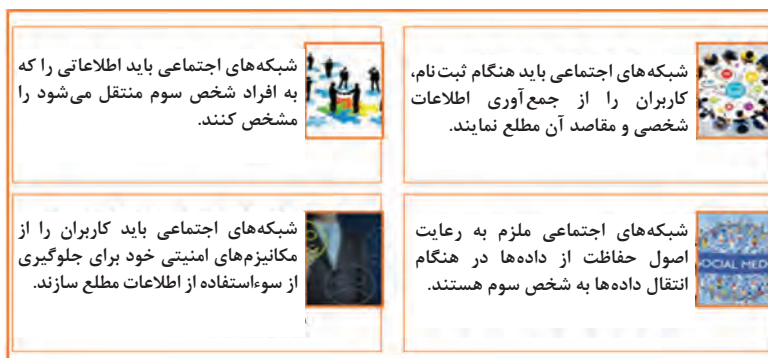 شبکه‌های اجتماعی باید هنگام ثبت‌نام،
کاربران را از جمع‌آوری اطلاعات
شخصی و مقاصد آن مطلع نمایند.
شبکه‌های اجتماعی باید اطلاعاتی را که
به افراد شخص سوم منتقل می‌شود را
مشخص کنند.
شبکه‌های اجتماعی ملزم به رعایت
اصول حفاظت از داده‌ها در هنگام
انتقال داده‌ها به شخص سوم هستند.
SOCIAL MED
شبکه‌های اجتماعی باید کاربران را از
مکانیزم‌های امنیتی خود برای جلوگیری
از سوءاستفاده از اطلاعات مطلع سازند.